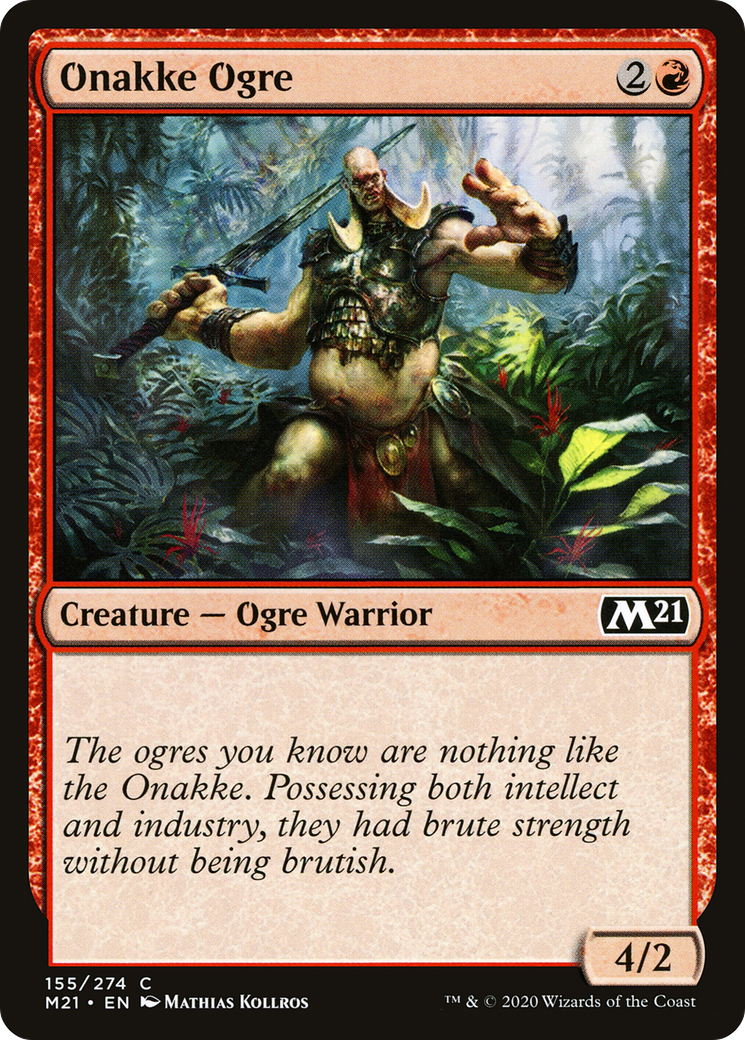 Onakke Ogre 2
Creature — Ogre Warrior M21
The ogres you know are nothing like
the Onakke. Possessing both intellect
and industry, they had brute strength
without being brutish.
4/2
155/274 C
M21 • EN Mathias Kollros ™ & © 2020 Wizards of the Coast